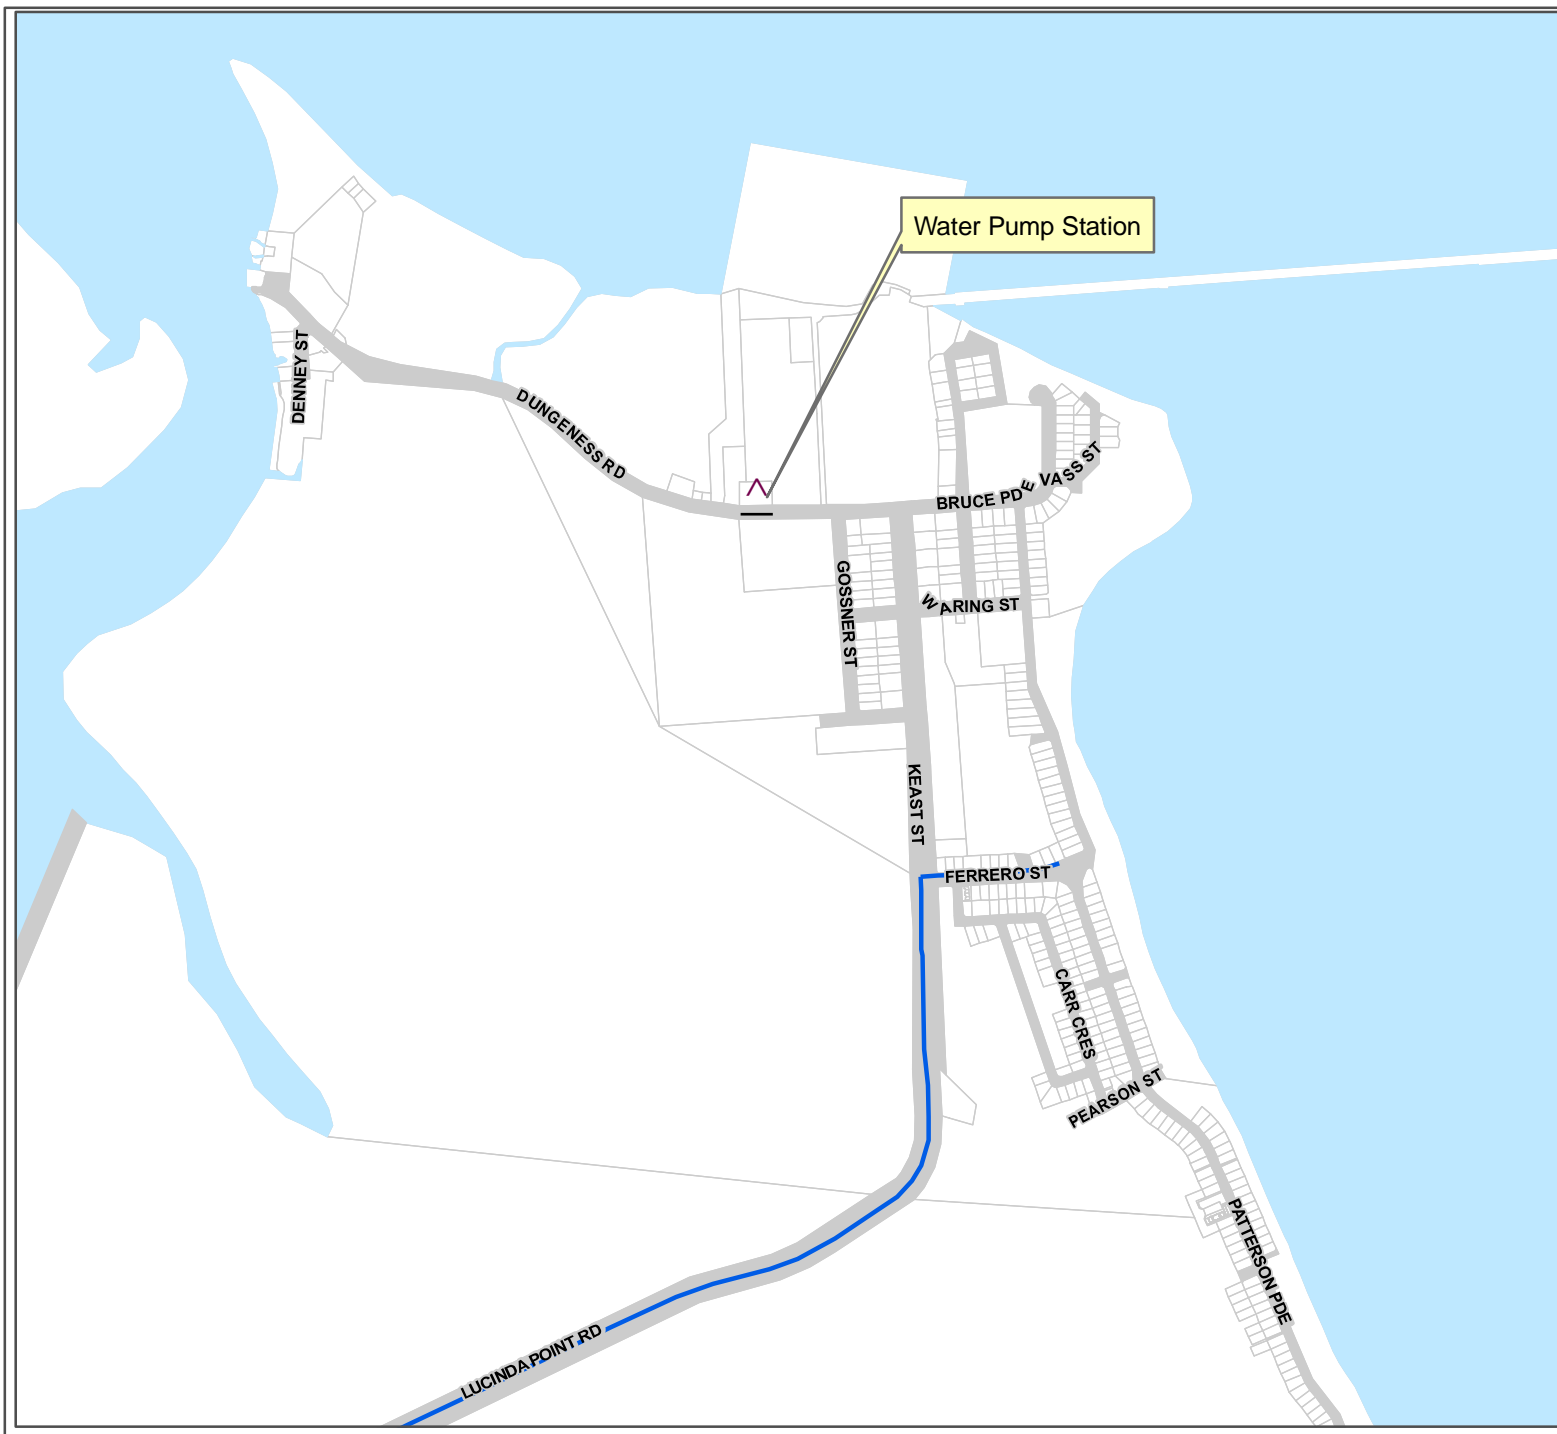 Water Pump Station
DENNEY ST
DUNGENESS RD
VASS ST
BRUCE PDE
GOSSNER ST
WARING ST
KEAST ST
FERRERO ST
CARR CRES
PEARSON ST
PATTERSON PDE
LUCINDA POINT RD